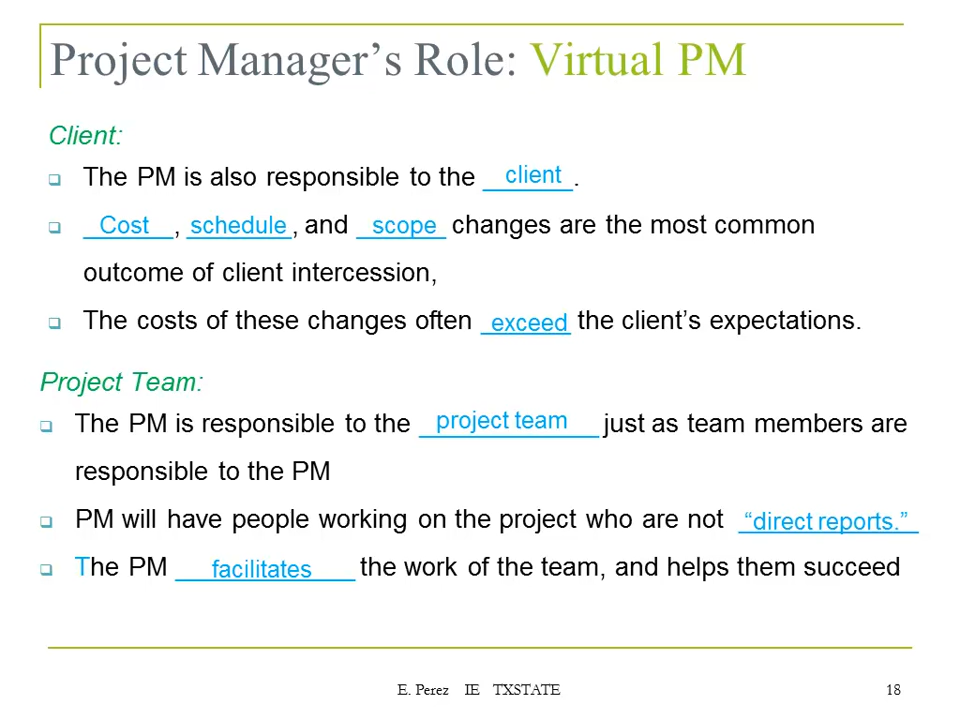 Project Manager’s Role: Virtual PM
Client:
The PM is also responsible to the client.
Cost, schedule, and scope changes are the most common
outcome of client intercession,
The costs of these changes often exceed the client’s expectations.
Project Team:
The PM is responsible to the project team just as team members are
responsible to the PM
PM will have people working on the project who are not “direct reports.”
The PM facilitates the work of the team, and helps them succeed
E. Perez IE TXSTATE 18